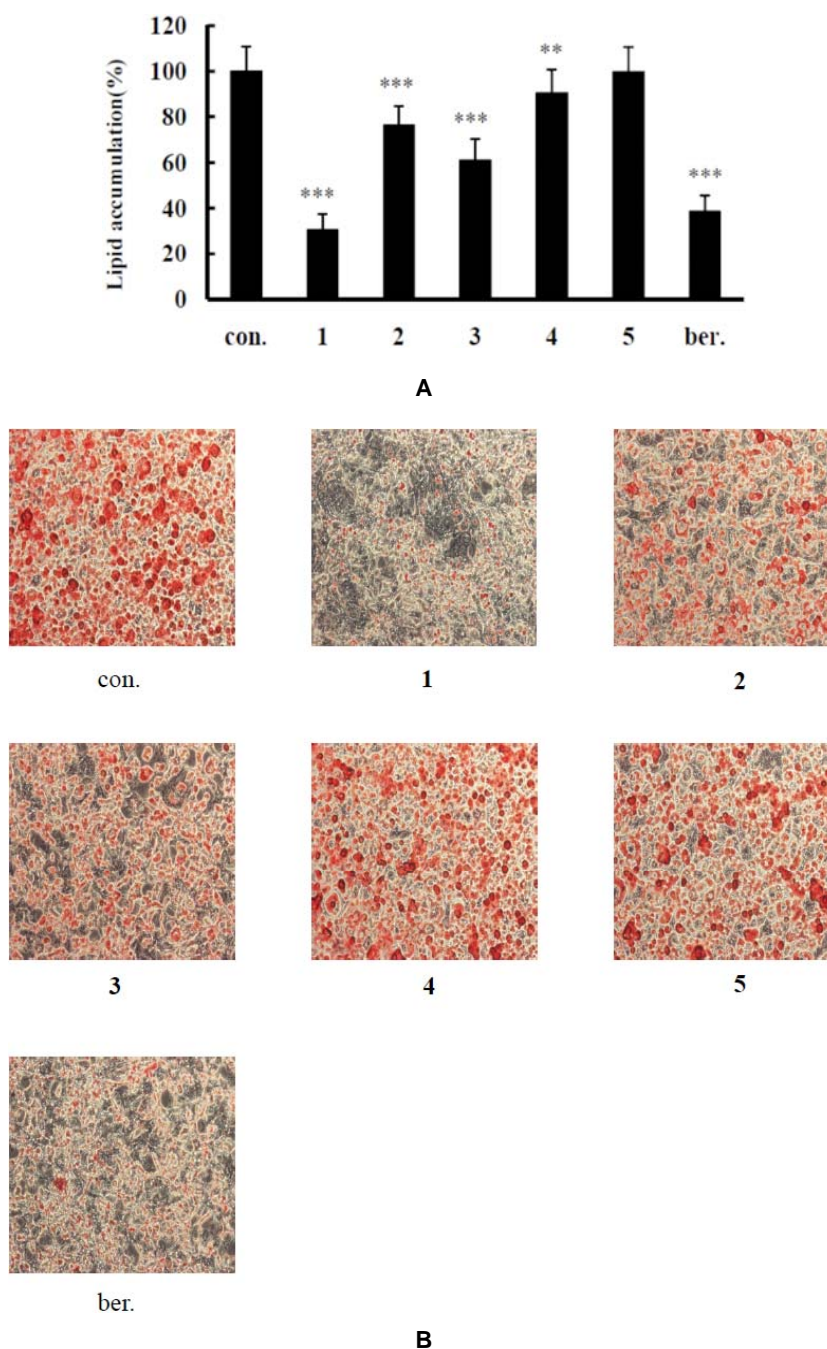 120
100
80
60
40
20
0
Lipid accumulation(%)
***
***
***
**
***
con. 1 2 3 4 5 ber.
A
con. 1 2
3 4 5
ber.
B